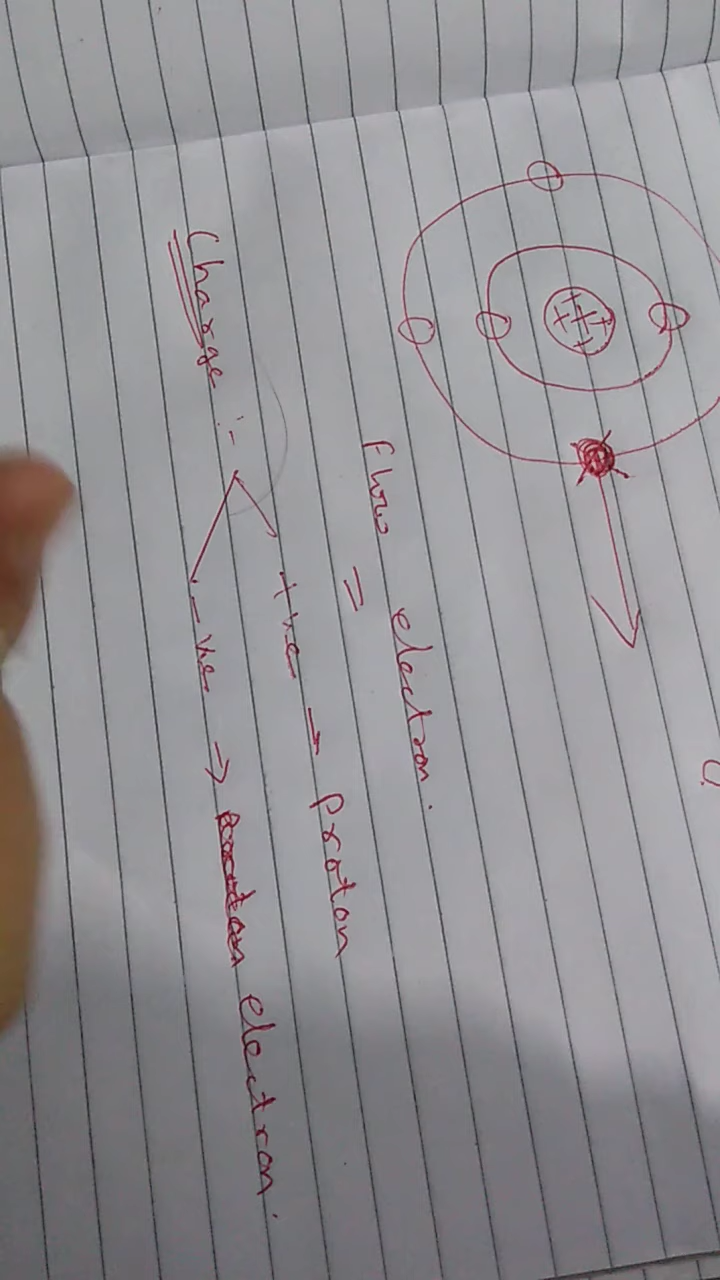 flow electron.
Charge :- +ve → Proton
-ve → electron.